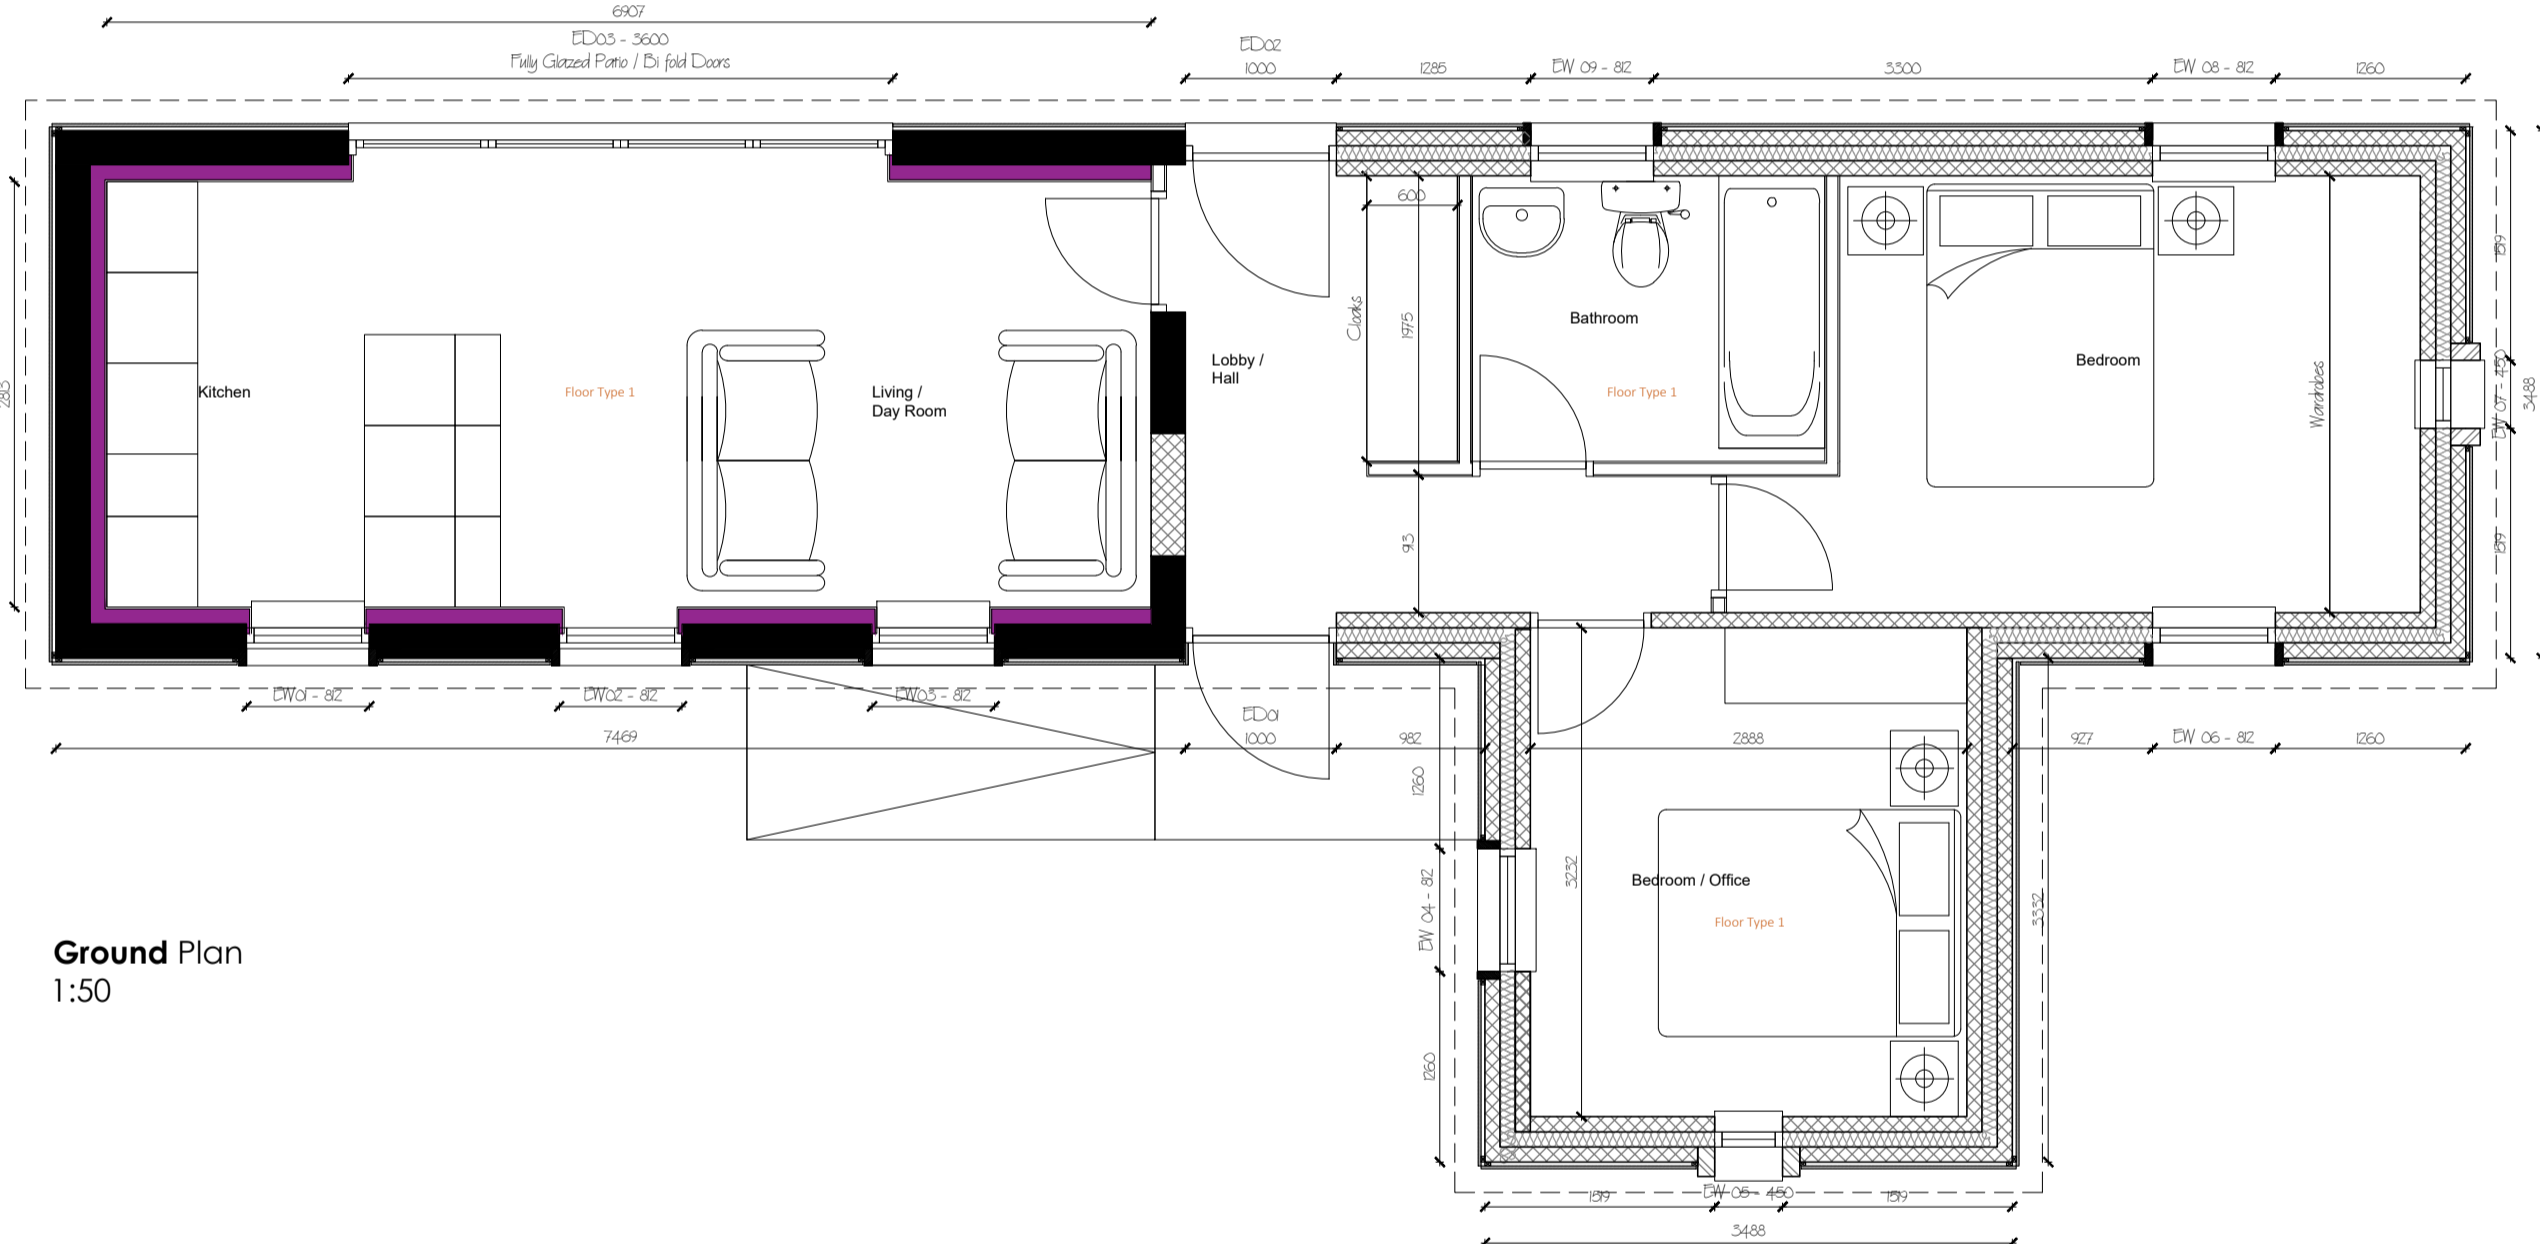 6907
ED03 - 3600
Fully Glazed Patio / Bi fold Doors
ED02
1000
1285
EW 09 - 812
3300
EW 08 - 812
1260
600
1519
Cloaks
1975
Bathroom
Lobby /
Hall
Bedroom
Wardrobes
EW 07 - 450
3488
2813
Kitchen
Floor Type 1
Living /
Day Room
Floor Type 1
913
1519
EW01 - 812
EW02 - 812
EW03 - 812
7469
ED01
1000
982
2888
927
EW 06 - 812
1260
1260
3232
EW 04 - 812
Bedroom / Office
Floor Type 1
3332
Ground Plan
1:50
1260
1519
EW 05 - 450
1519
3488